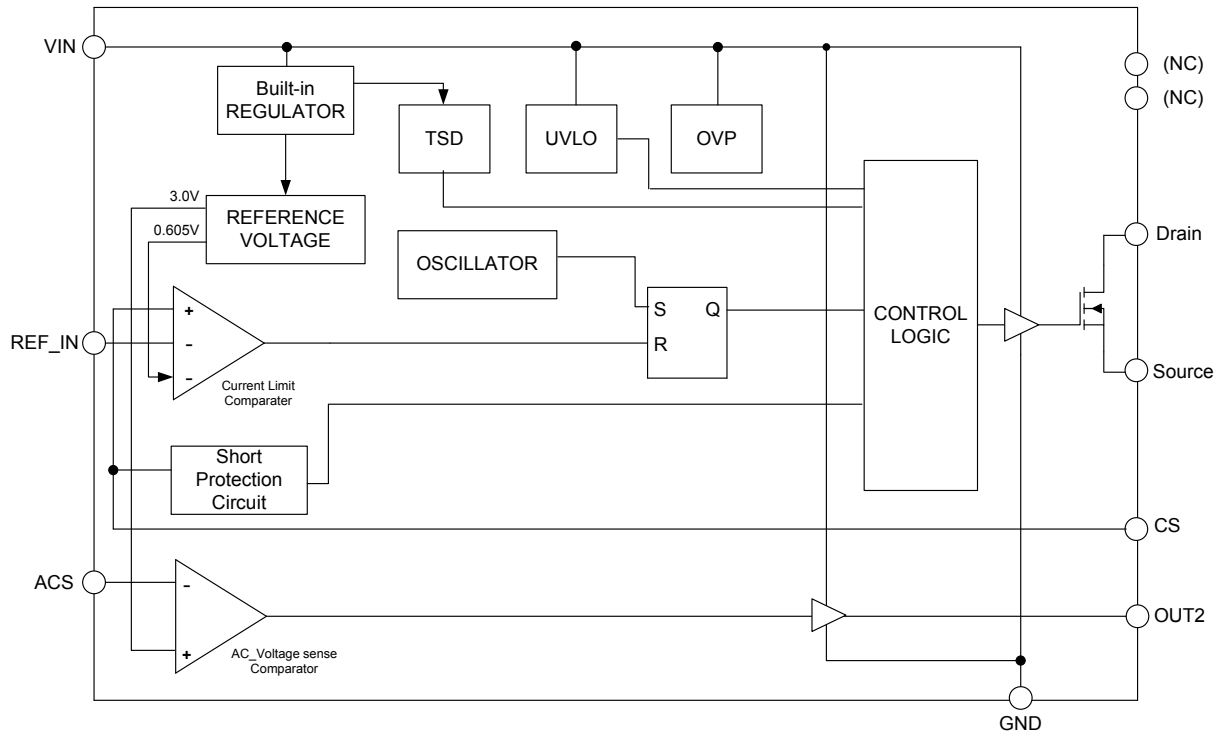 VIN
(NC)
(NC)
Built-in
REGULATOR
TSD
UVLO
OVP
3.0V
0.605V
REFERENCE
VOLTAGE
OSCILLATOR
Drain
S Q
R
CONTROL
LOGIC
+
REF_IN
-
-
Current Limit
Comparater
Source
Short
Protection
Circuit
CS
ACS
-
+
AC_Voltage sense
Comparator
OUT2
GND